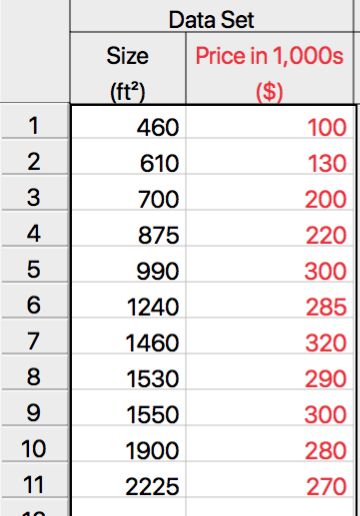 Data Set
Size Price in 1,000s
(ft²) ($)
1 460 100
2 610 130
3 700 200
4 875 220
5 990 300
6 1240 285
7 1460 320
8 1530 290
9 1550 300
10 1900 280
11 2225 270